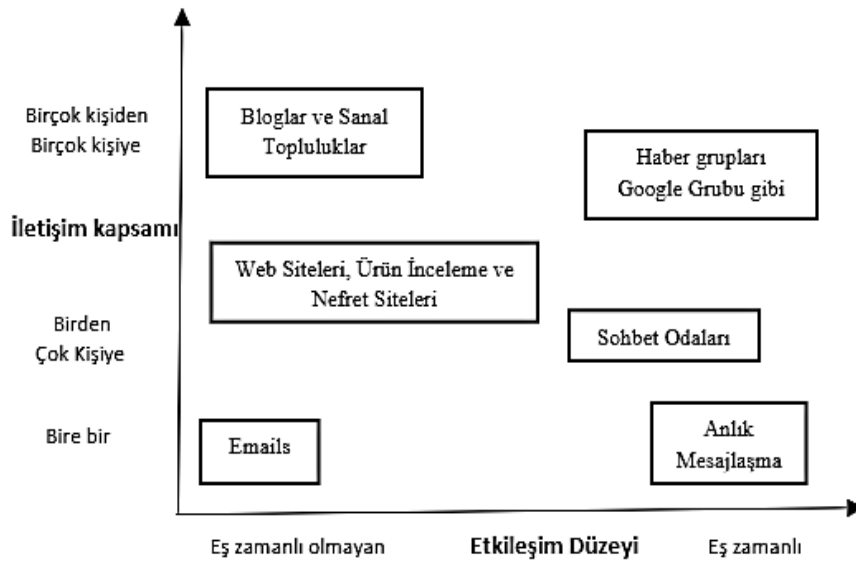 Birçok kişiden
Birçok kişiye
Bloglar ve Sanal
Topluluklar
Haber grupları
Google Grubu gibi
İletişim kapsamı
Web Siteleri, Ürün İnceleme ve
Nefret Siteleri
Birden
Çok Kişiye
Sohbet Odaları
Bire bir
Emails
Anlık
Mesajlaşma
Eş zamanlı olmayan
Etkileşim Düzeyi
Eş zamanlı